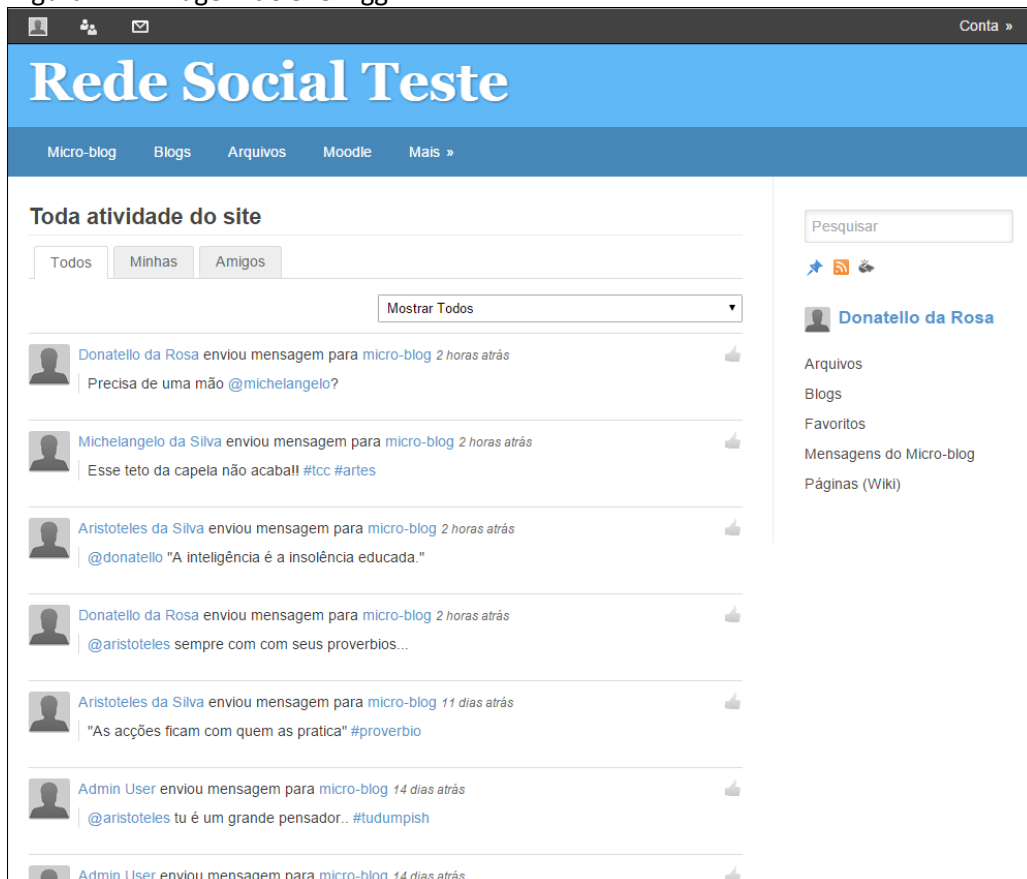 Conta »
Rede Social Teste
Micro-blog Blogs Arquivos Moodle Mais »
Toda atividade do site
Todos Minhas Amigos
Mostrar Todos
Donatello da Rosa enviou mensagem para micro-blog 2 horas atrás
Precisa de uma mão @michelangelo?
Michelangelo da Silva enviou mensagem para micro-blog 2 horas atrás
Esse teto da capela não acaba!! #tcc #artes
Aristoteles da Silva enviou mensagem para micro-blog 2 horas atrás
@donatello "A inteligência é a insolência educada."
Donatello da Rosa enviou mensagem para micro-blog 2 horas atrás
@aristoteles sempre com com seus proverbios...
Aristoteles da Silva enviou mensagem para micro-blog 11 dias atrás
"As acções ficam com quem as pratica" #proverbio
Admin User enviou mensagem para micro-blog 14 dias atrás
@aristoteles tu é um grande pensador.. #tudumpish
Admin User enviou mensagem para micro-blog 14 dias atrás
Pesquisar
Donatello da Rosa
Arquivos
Blogs
Favoritos
Mensagens do Micro-blog
Páginas (Wiki)